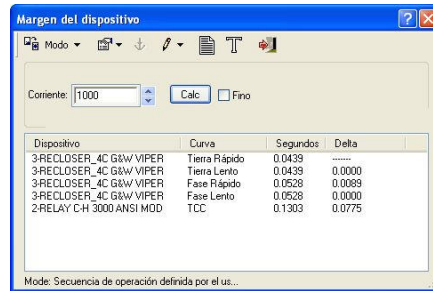 Margen del dispositivo
Modo
Corriente: 1000 Calc Fino
Dispositivo Curva Segundos Delta
3-RECLOSER_4C G&W VIPER Tierra Rápido 0.0439 -------
3-RECLOSER_4C G&W VIPER Tierra Lento 0.0439 0.0000
3-RECLOSER_4C G&W VIPER Fase Rápido 0.0528 0.0089
3-RECLOSER_4C G&W VIPER Fase Lento 0.0528 0.0000
2-RELAY C-H 3000 ANSI MOD TCC 0.1303 0.0775
Mode: Secuencia de operación definida por el us...